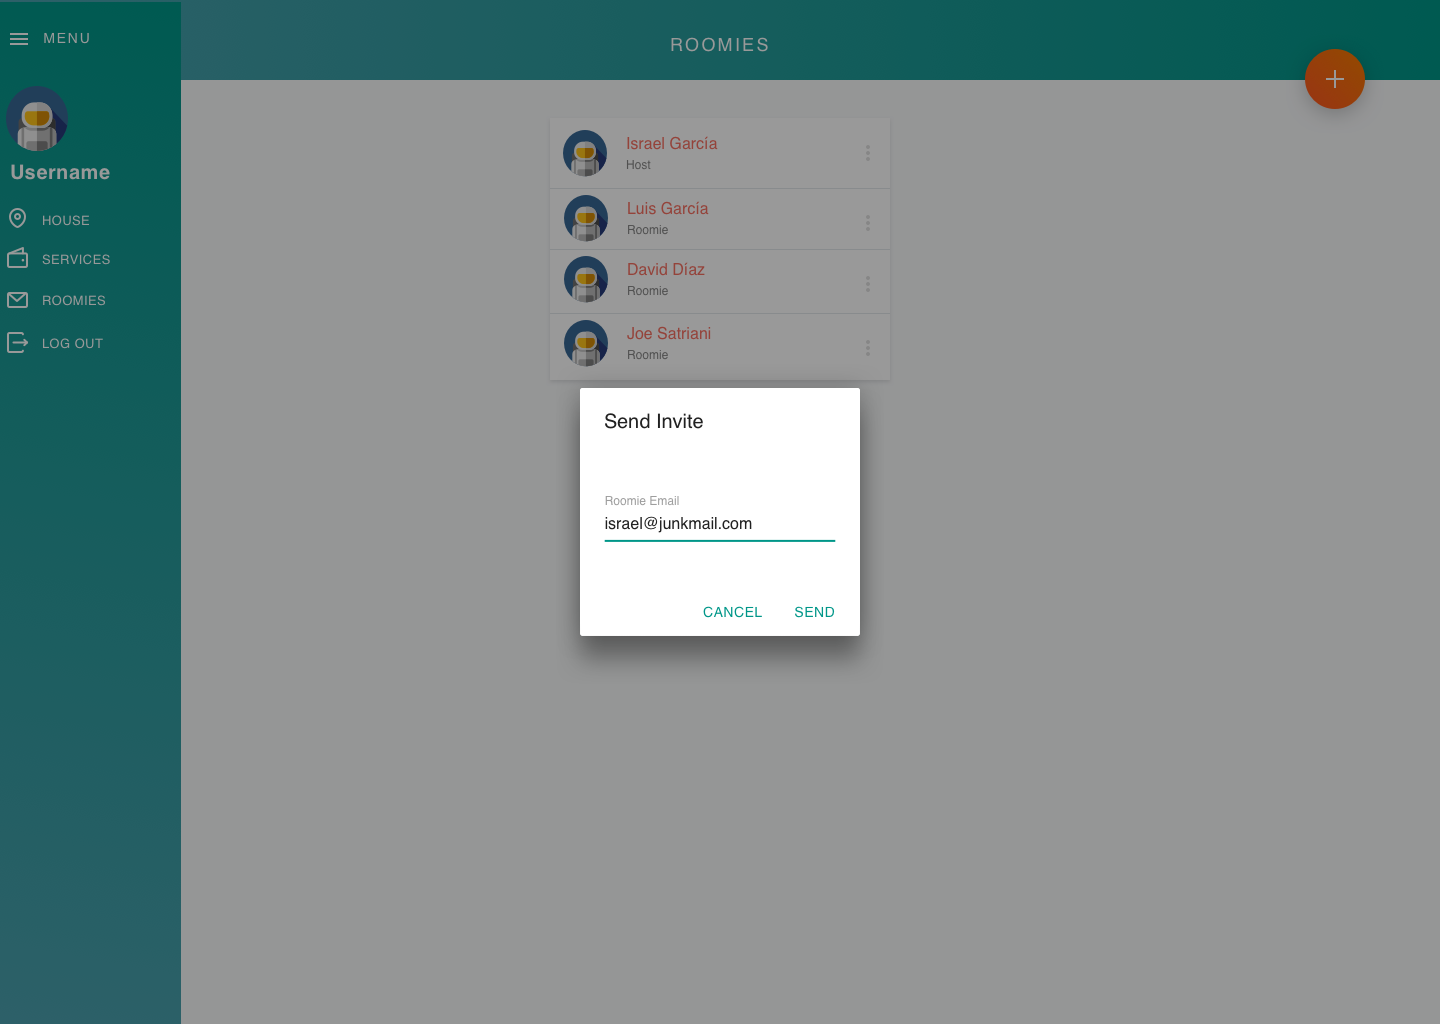 MENU
ROOMIES
Username
HOUSE
SERVICES
ROOMIES
LOG OUT
Israel García
Host
Luis García
Roomie
David Díaz
Roomie
Joe Satriani
Roomie
Send Invite
Roomie Email
israel@junkmail.com
CANCEL SEND